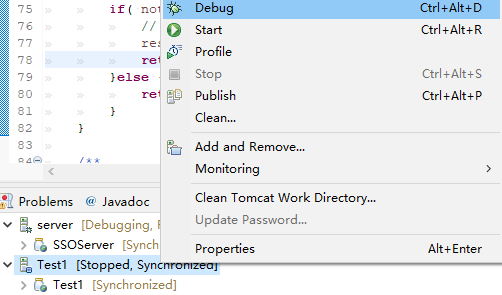 75 if( not
76 //
77 res
78 ret
79 }else {
80 ret
81 }
82 }
83
84 /**
Debug Ctrl+Alt+D
Start Ctrl+Alt+R
Profile
Stop Ctrl+Alt+S
Publish Ctrl+Alt+P
Clean...
Add and Remove...
Monitoring
Clean Tomcat Work Directory...
Update Password...
Properties Alt+Enter
Problems @ Javadoc
server [Debugging,
SSOServer [Synch
Test1 [Stopped, Synchronized]
Test1 [Synchronized]